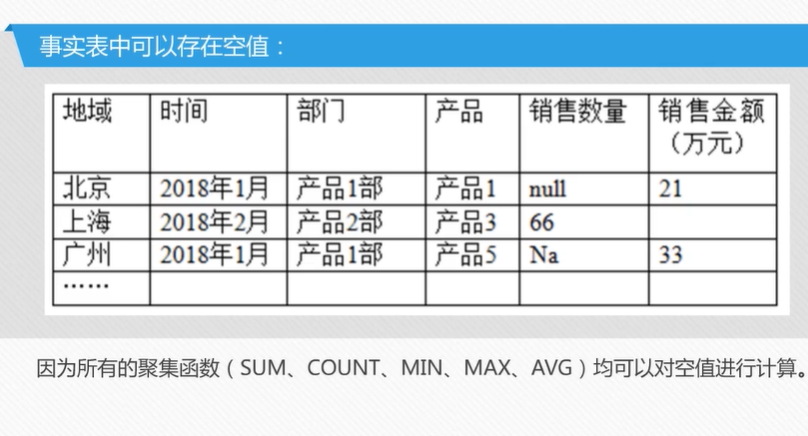 事实表中可以存在空值：
地域 时间 部门 产品 销售数量 销售金额（万元）
北京 2018年1月 产品1部 产品1 null 21
上海 2018年2月 产品2部 产品3 66
广州 2018年1月 产品1部 产品5 Na 33
……
因为所有的聚集函数（SUM、COUNT、MIN、MAX、AVG）均可以对空值进行计算。